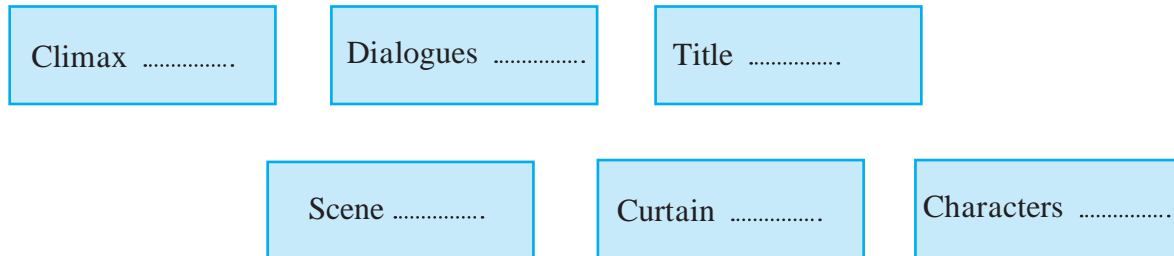 Climax ................
Dialogues ................
Title ................
Scene ................
Curtain ................
Characters ................